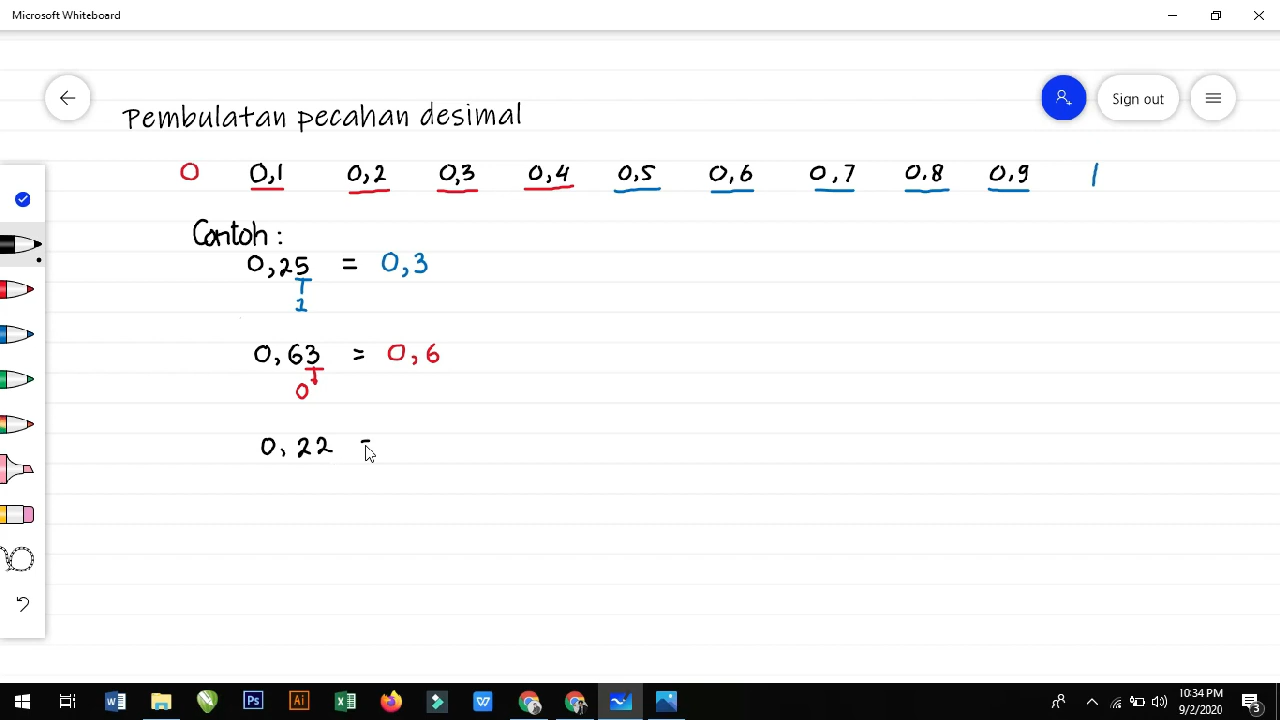 Microsoft Whiteboard
Sign out
Pembulatan pecahan desimal
0 0,1 0,2 0,3 0,4 0,5 0,6 0,7 0,8 0,9 1
Contoh :
0,25 = 0,3
1
0,63 = 0,6
0
0,22
10:34 PM
9/2/2020
3